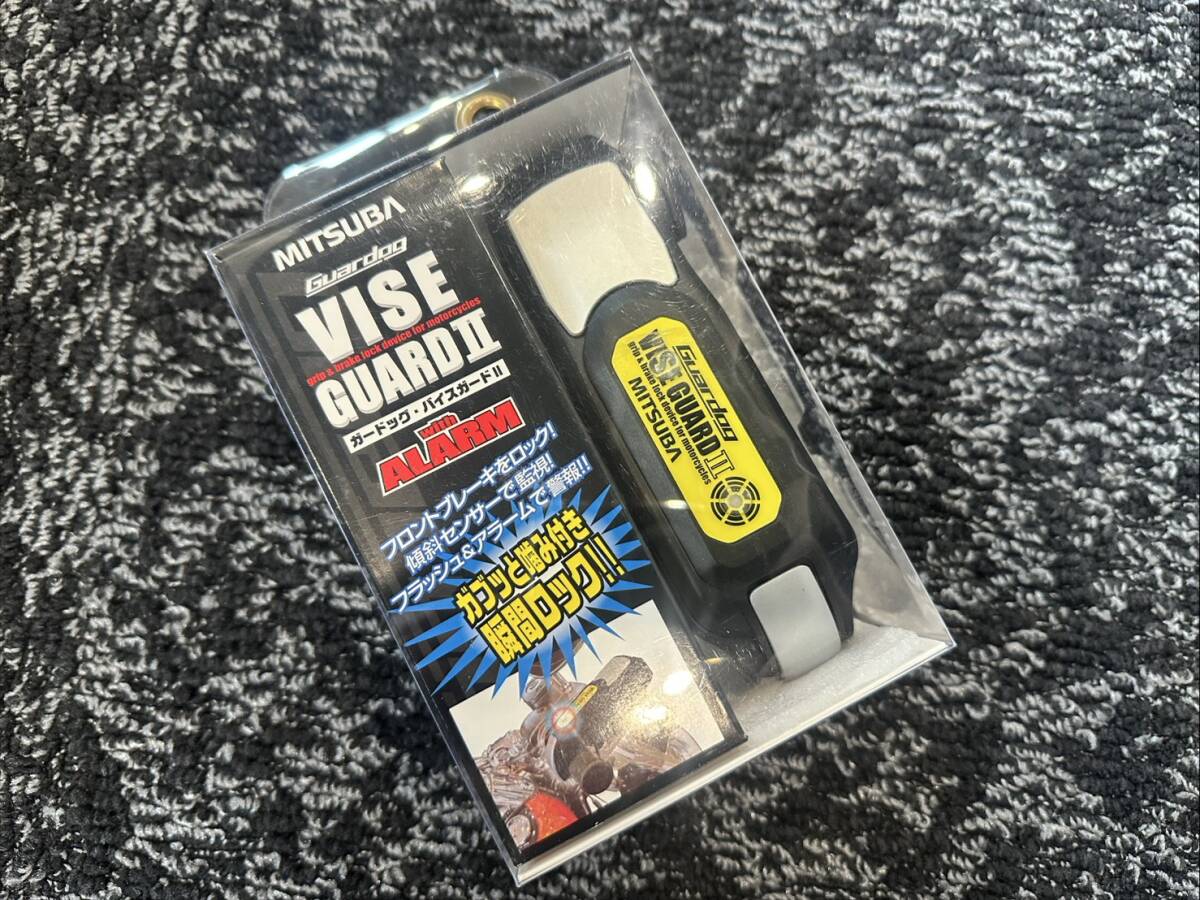 MITSUBA
Guardog
VISE
grip & brake lock device for motorcycles
GUARD II
ガードッグ・バイスガード II
with
ALARM
フロントブレーキをロック!
傾斜センサーで監視!
フラッシュ&アラームで警報!!
ガブッと噛み付き
瞬間ロック!!
Guardog
VISE GUARD II
grip & brake lock device for motorcycles
MITSUBA